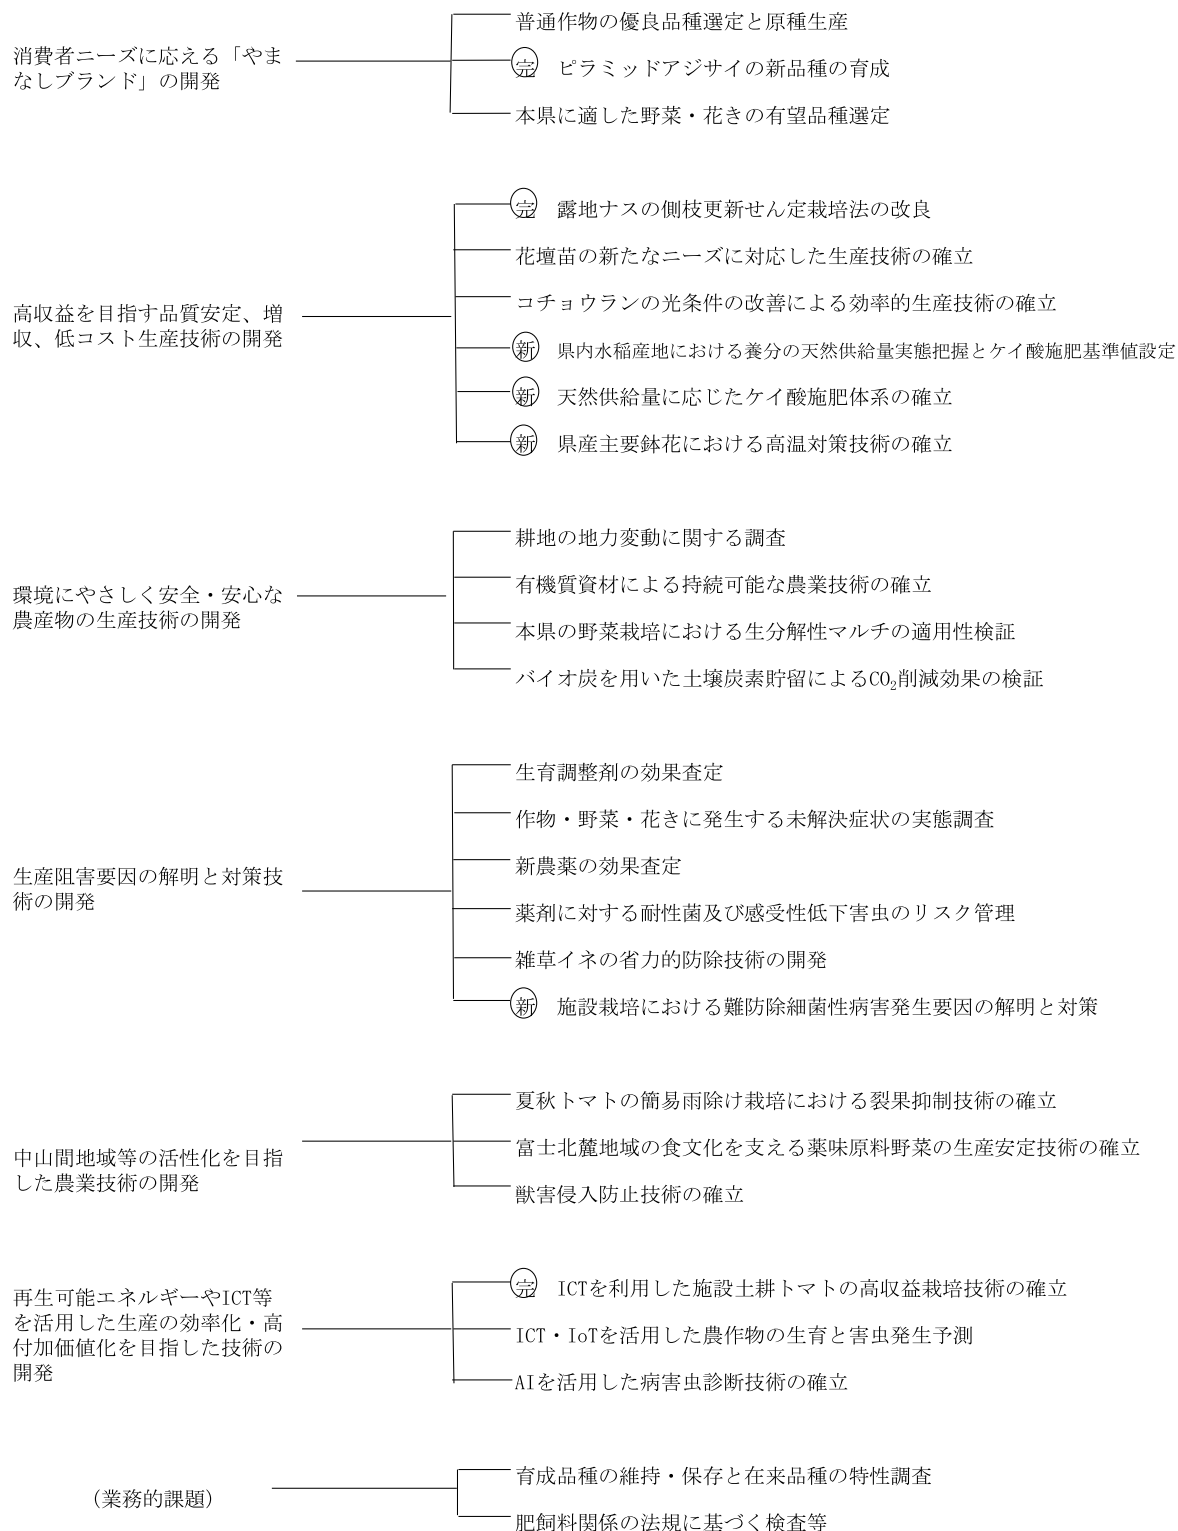 消費者ニーズに応える「やま
なしブランド」の開発
普通作物の優良品種選定と原種生産
完 ピラミッドアジサイの新品種の育成
本県に適した野菜・花きの有望品種選定
高収益を目指す品質安定、増
収、低コスト生産技術の開発
完 露地ナスの側枝更新せん定栽培法の改良
花壇苗の新たなニーズに対応した生産技術の確立
コチョウランの光条件の改善による効率的生産技術の確立
新 県内水稲産地における養分の天然供給量実態把握とケイ酸施肥基準値設定
新 天然供給量に応じたケイ酸施肥体系の確立
新 県産主要鉢花における高温対策技術の確立
環境にやさしく安全・安心な
農産物の生産技術の開発
耕地の地力変動に関する調査
有機質資材による持続可能な農業技術の確立
本県の野菜栽培における生分解性マルチの適用性検証
バイオ炭を用いた土壌炭素貯留によるCO₂削減効果の検証
生産阻害要因の解明と対策技
術の開発
生育調整剤の効果査定
作物・野菜・花きに発生する未解決症状の実態調査
新農薬の効果査定
薬剤に対する耐性菌及び感受性低下害虫のリスク管理
雑草イネの省力的防除技術の開発
新 施設栽培における難防除細菌性病害発生要因の解明と対策
中山間地域等の活性化を目指
した農業技術の開発
夏秋トマトの簡易雨除け栽培における裂果抑制技術の確立
富士北麓地域の食文化を支える薬味原料野菜の生産安定技術の確立
獣害侵入防止技術の確立
再生可能エネルギーやICT等
を活用した生産の効率化・高
付加価値化を目指した技術の
開発
完 ICTを利用した施設土耕トマトの高収益栽培技術の確立
ICT・IoTを活用した農作物の生育と害虫発生予測
AIを活用した病害虫診断技術の確立
（業務的課題）
育成品種の維持・保存と在来品種の特性調査
肥飼料関係の法規に基づく検査等